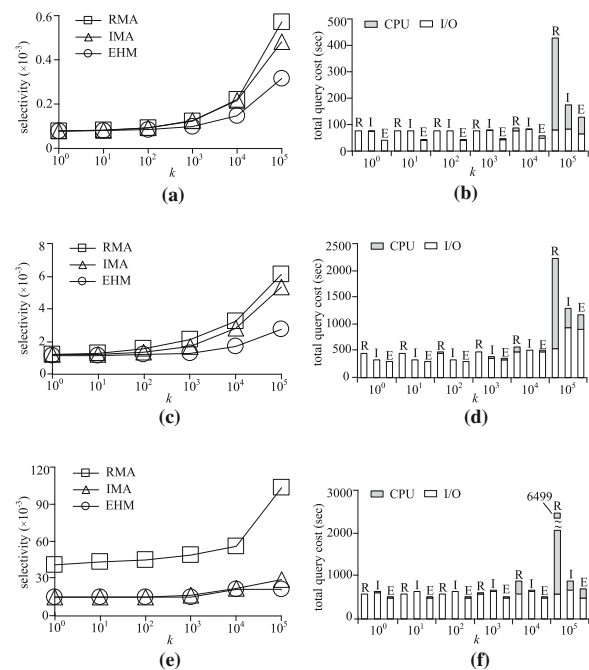 RMA
IMA
EHM
selectivity (×10⁻³)
0.6
0.4
0.2
0
10⁰ 10¹ 10² 10³ 10⁴ 10⁵
k
(a)
CPU I/O
total query cost (sec)
500
400
300
200
100
0
R I E R I E R I E R I E R I E R I E
10⁰ 10¹ 10² 10³ 10⁴ 10⁵
k
(b)
RMA
IMA
EHM
selectivity (×10⁻³)
8
6
4
2
0
10⁰ 10¹ 10² 10³ 10⁴ 10⁵
k
(c)
CPU I/O
total query cost (sec)
2500
2000
1500
1000
500
0
R I E R I E R I E R I E R I E R I E
10⁰ 10¹ 10² 10³ 10⁴ 10⁵
k
(d)
RMA
IMA
EHM
selectivity (×10⁻³)
120
90
60
30
0
10⁰ 10¹ 10² 10³ 10⁴ 10⁵
k
(e)
CPU I/O
6499
total query cost (sec)
3000
2000
1000
0
R I E R I E R I E R I E R I E R I E
10⁰ 10¹ 10² 10³ 10⁴ 10⁵
k
(f)